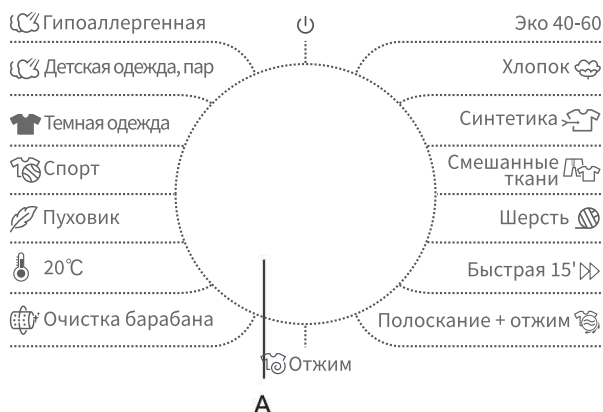 Гипоаллергенная
Детская одежда, пар
Темная одежда
Спорт
Пуховик
20℃
Очистка барабана
Эко 40-60
Хлопок
Синтетика
Смешанные
ткани
Шерсть
Быстрая 15'
Полоскание + отжим
Отжим
A